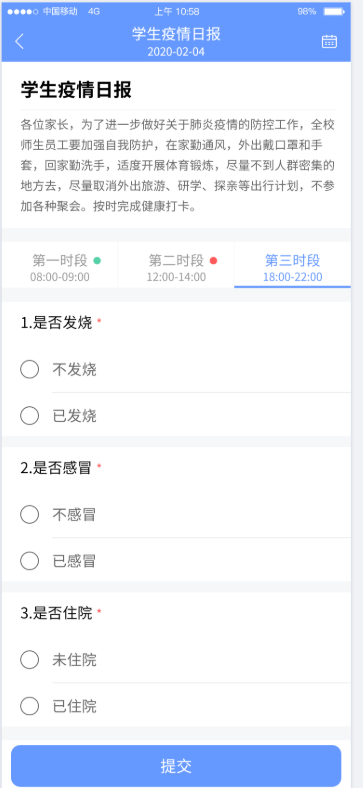 中国移动 4G 上午 10:58 98%
学生疫情日报
2020-02-04
学生疫情日报
各位家长，为了进一步做好关于肺炎疫情的防控工作，全校
师生员工要加强自我防护，在家勤通风，外出戴口罩和手
套，回家勤洗手，适度开展体育锻炼，尽量不到人群密集的
地方去，尽量取消外出旅游、研学、探亲等出行计划，不参
加各种聚会。按时完成健康打卡。
第一时段 第二时段 第三时段
08:00-09:00 12:00-14:00 18:00-22:00
1.是否发烧 *
不发烧
已发烧
2.是否感冒 *
不感冒
已感冒
3.是否住院 *
未住院
已住院
提交